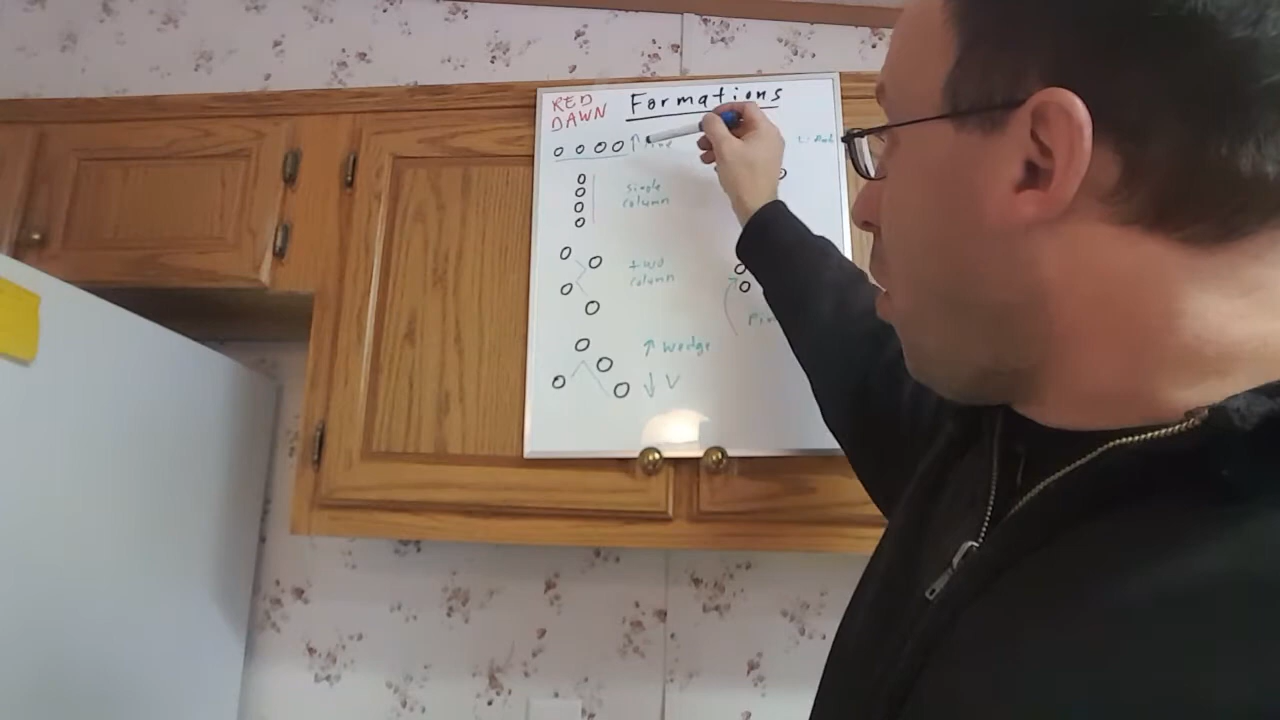 RED
DAWN
Formations
single
column
two
column
↑ wedge
↓ V